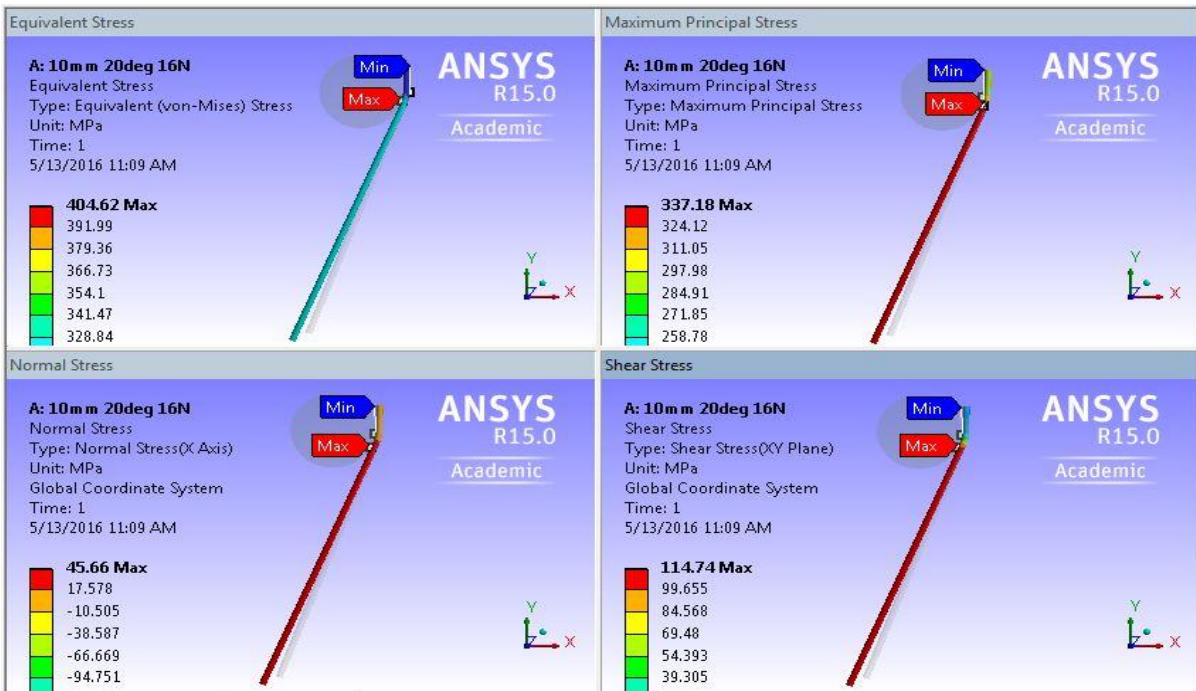 Equivalent Stress
A: 10mm 20deg 16N
Equivalent Stress
Type: Equivalent (von-Mises) Stress
Unit: MPa
Time: 1
5/13/2016 11:09 AM
404.62 Max
391.99
379.36
366.73
354.1
341.47
328.84
Min
Max
ANSYS
R15.0
Academic
Y
Z
X
Maximum Principal Stress
A: 10mm 20deg 16N
Maximum Principal Stress
Type: Maximum Principal Stress
Unit: MPa
Time: 1
5/13/2016 11:09 AM
337.18 Max
324.12
311.05
297.98
284.91
271.85
258.78
Min
Max
ANSYS
R15.0
Academic
Y
Z
X
Normal Stress
A: 10mm 20deg 16N
Normal Stress
Type: Normal Stress(X Axis)
Unit: MPa
Global Coordinate System
Time: 1
5/13/2016 11:09 AM
45.66 Max
17.578
-10.505
-38.587
-66.669
-94.751
Min
Max
ANSYS
R15.0
Academic
Y
Z
X
Shear Stress
A: 10mm 20deg 16N
Shear Stress
Type: Shear Stress(XY Plane)
Unit: MPa
Global Coordinate System
Time: 1
5/13/2016 11:09 AM
114.74 Max
99.655
84.568
69.48
54.393
39.305
Min
Max
ANSYS
R15.0
Academic
Y
Z
X